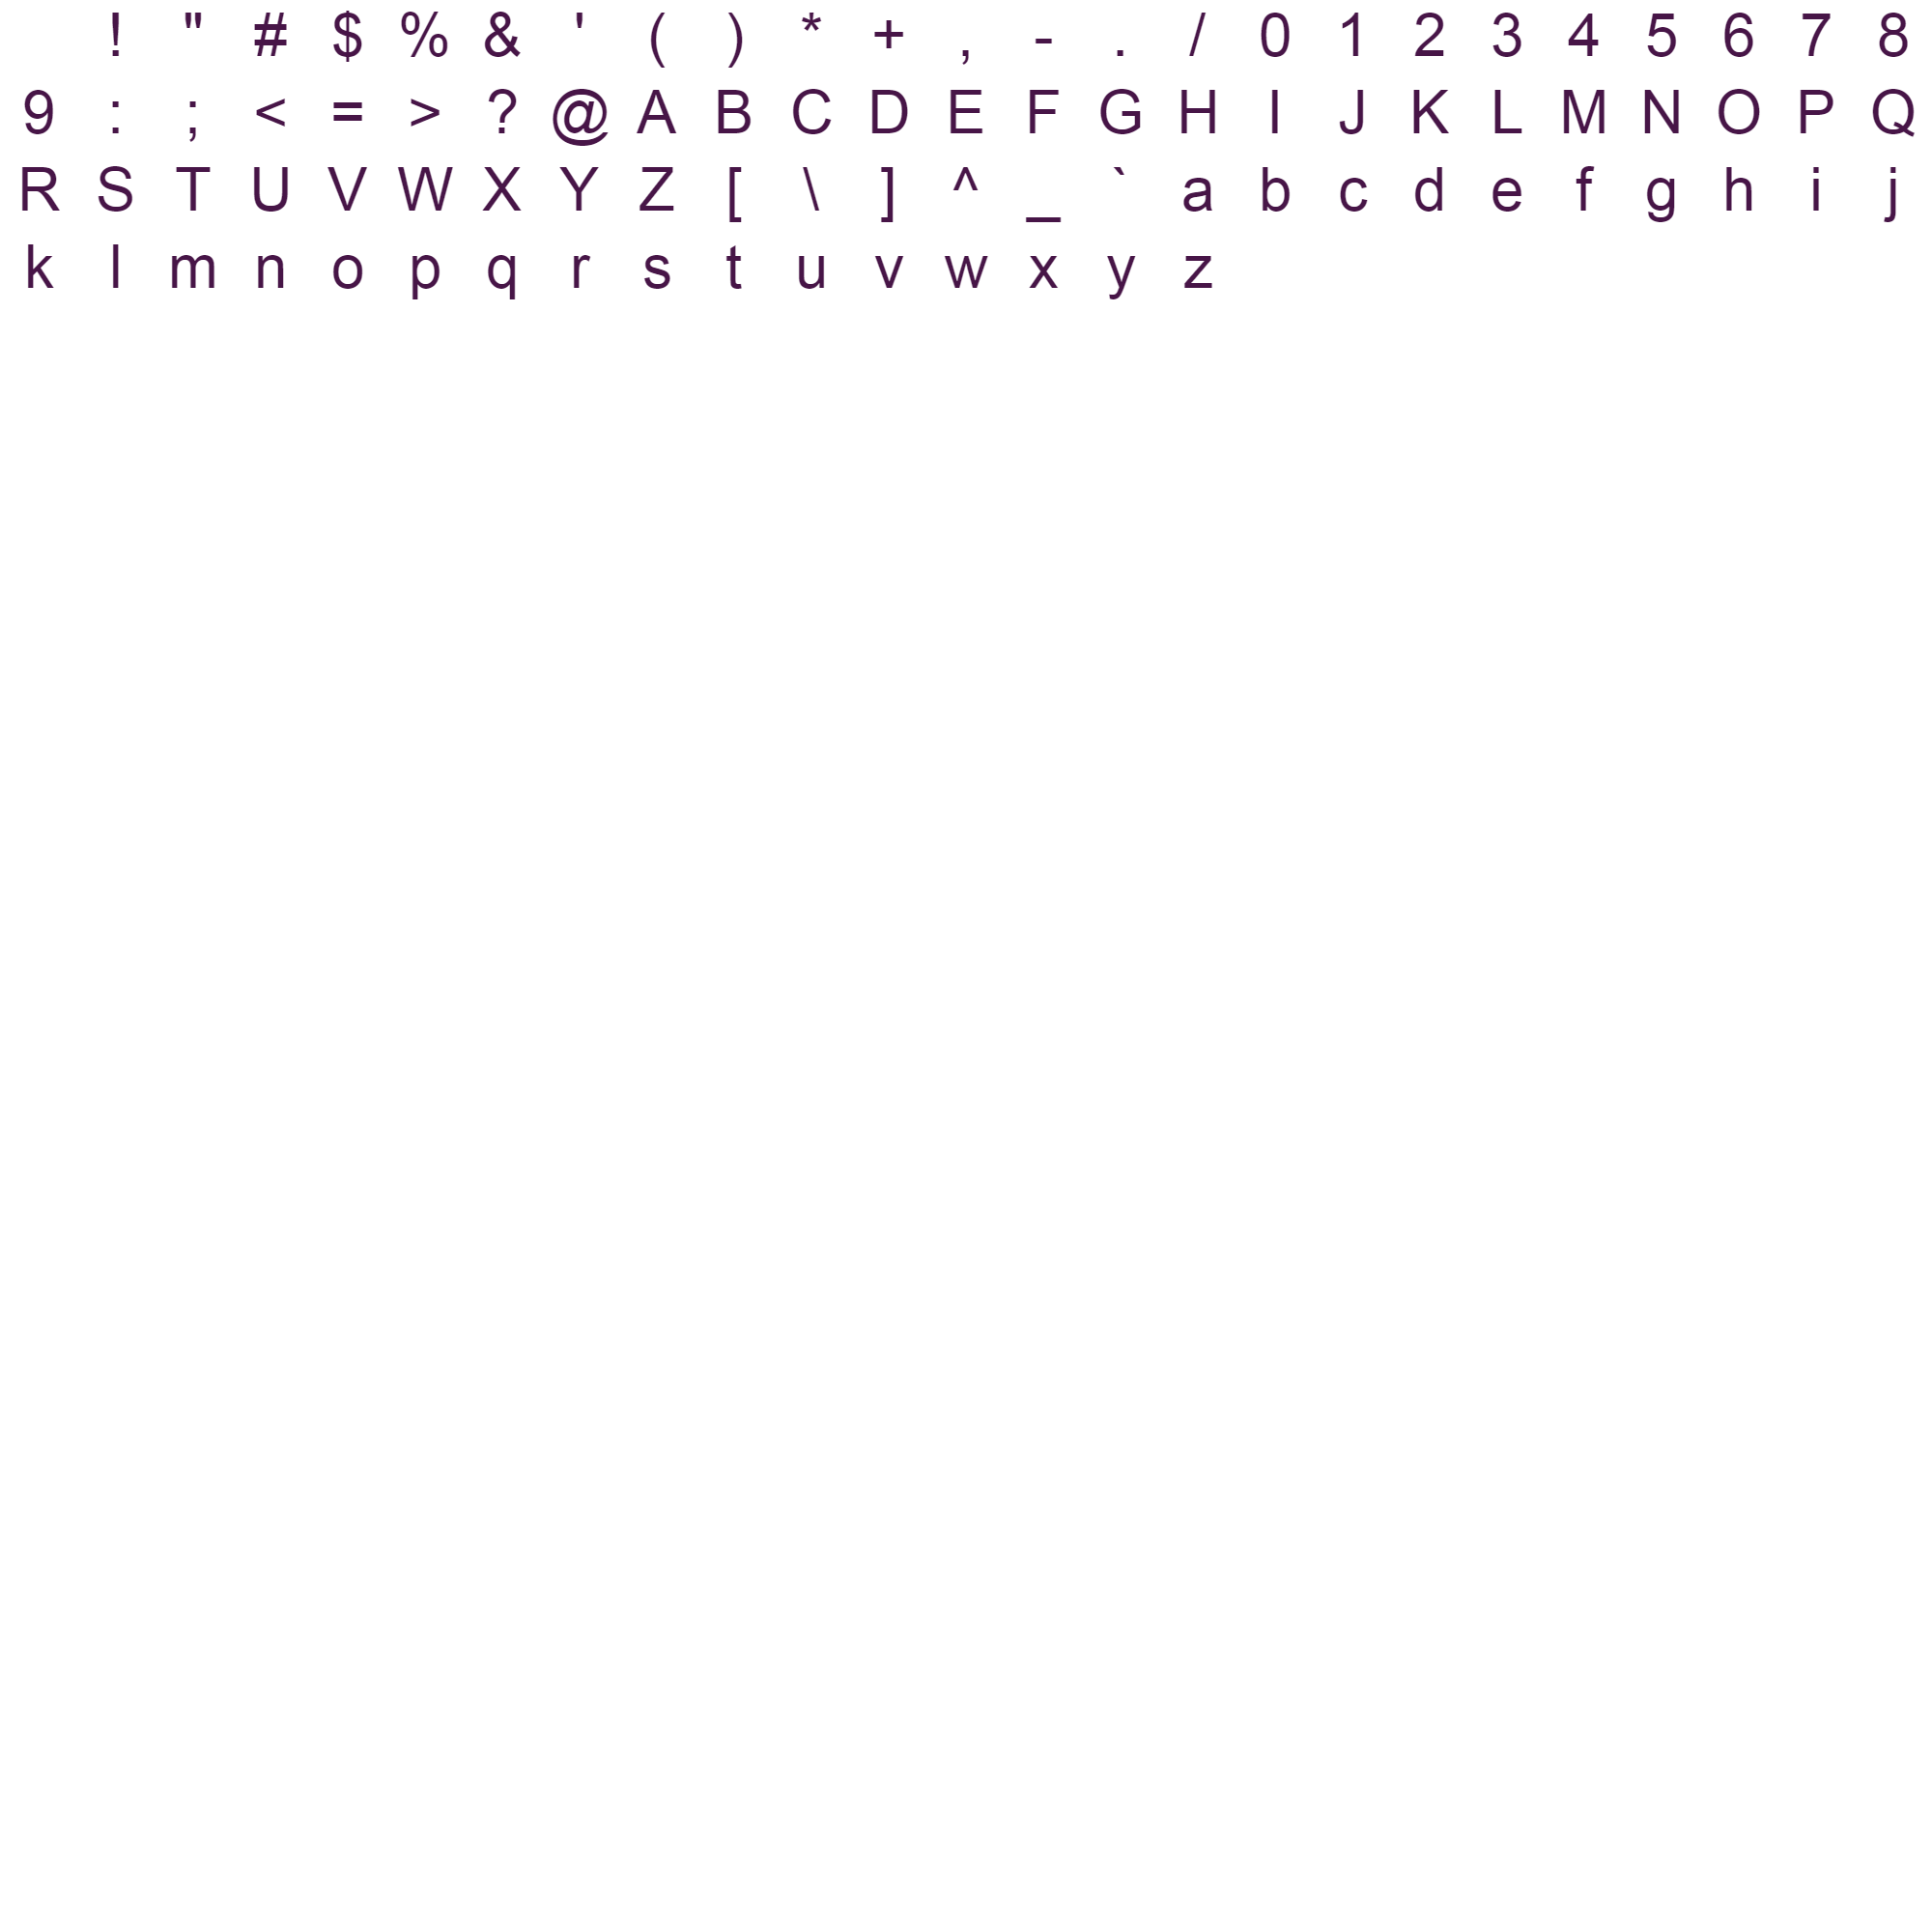 ! " # $ % & ' ( ) * + , - . / 0 1 2 3 4 5 6 7 8
9 : ; < = > ? @ A B C D E F G H I J K L M N O P Q
R S T U V W X Y Z [ \ ] ^ _ ` a b c d e f g h i j
k l m n o p q r s t u v w x y z